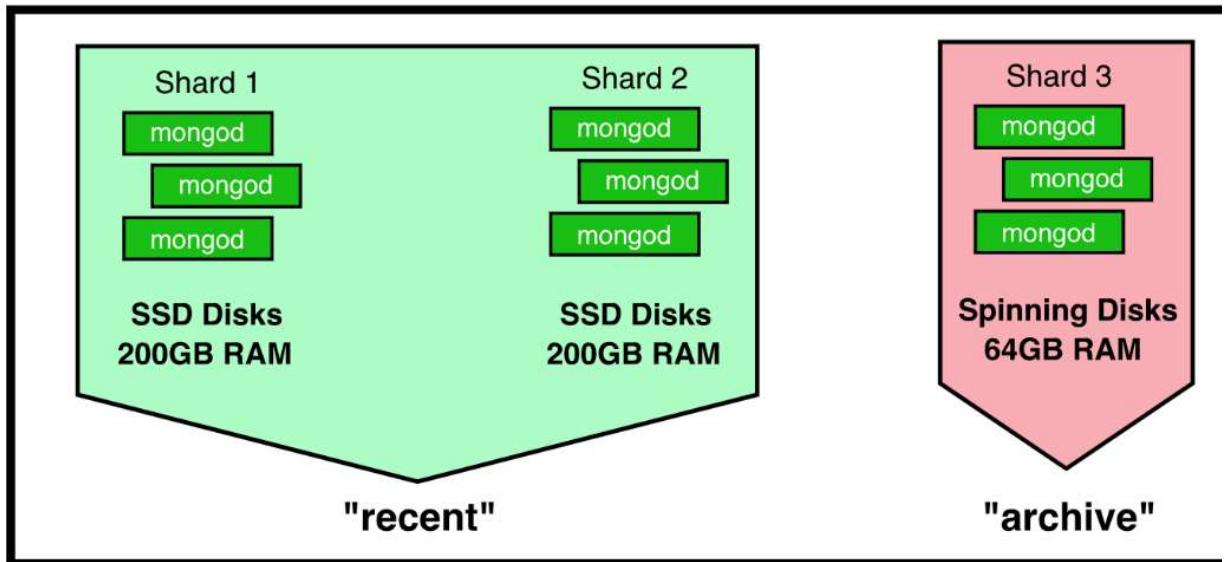 Shard 1
mongod
mongod
mongod
SSD Disks
200GB RAM
Shard 2
mongod
mongod
mongod
SSD Disks
200GB RAM
"recent"
Shard 3
mongod
mongod
mongod
Spinning Disks
64GB RAM
"archive"